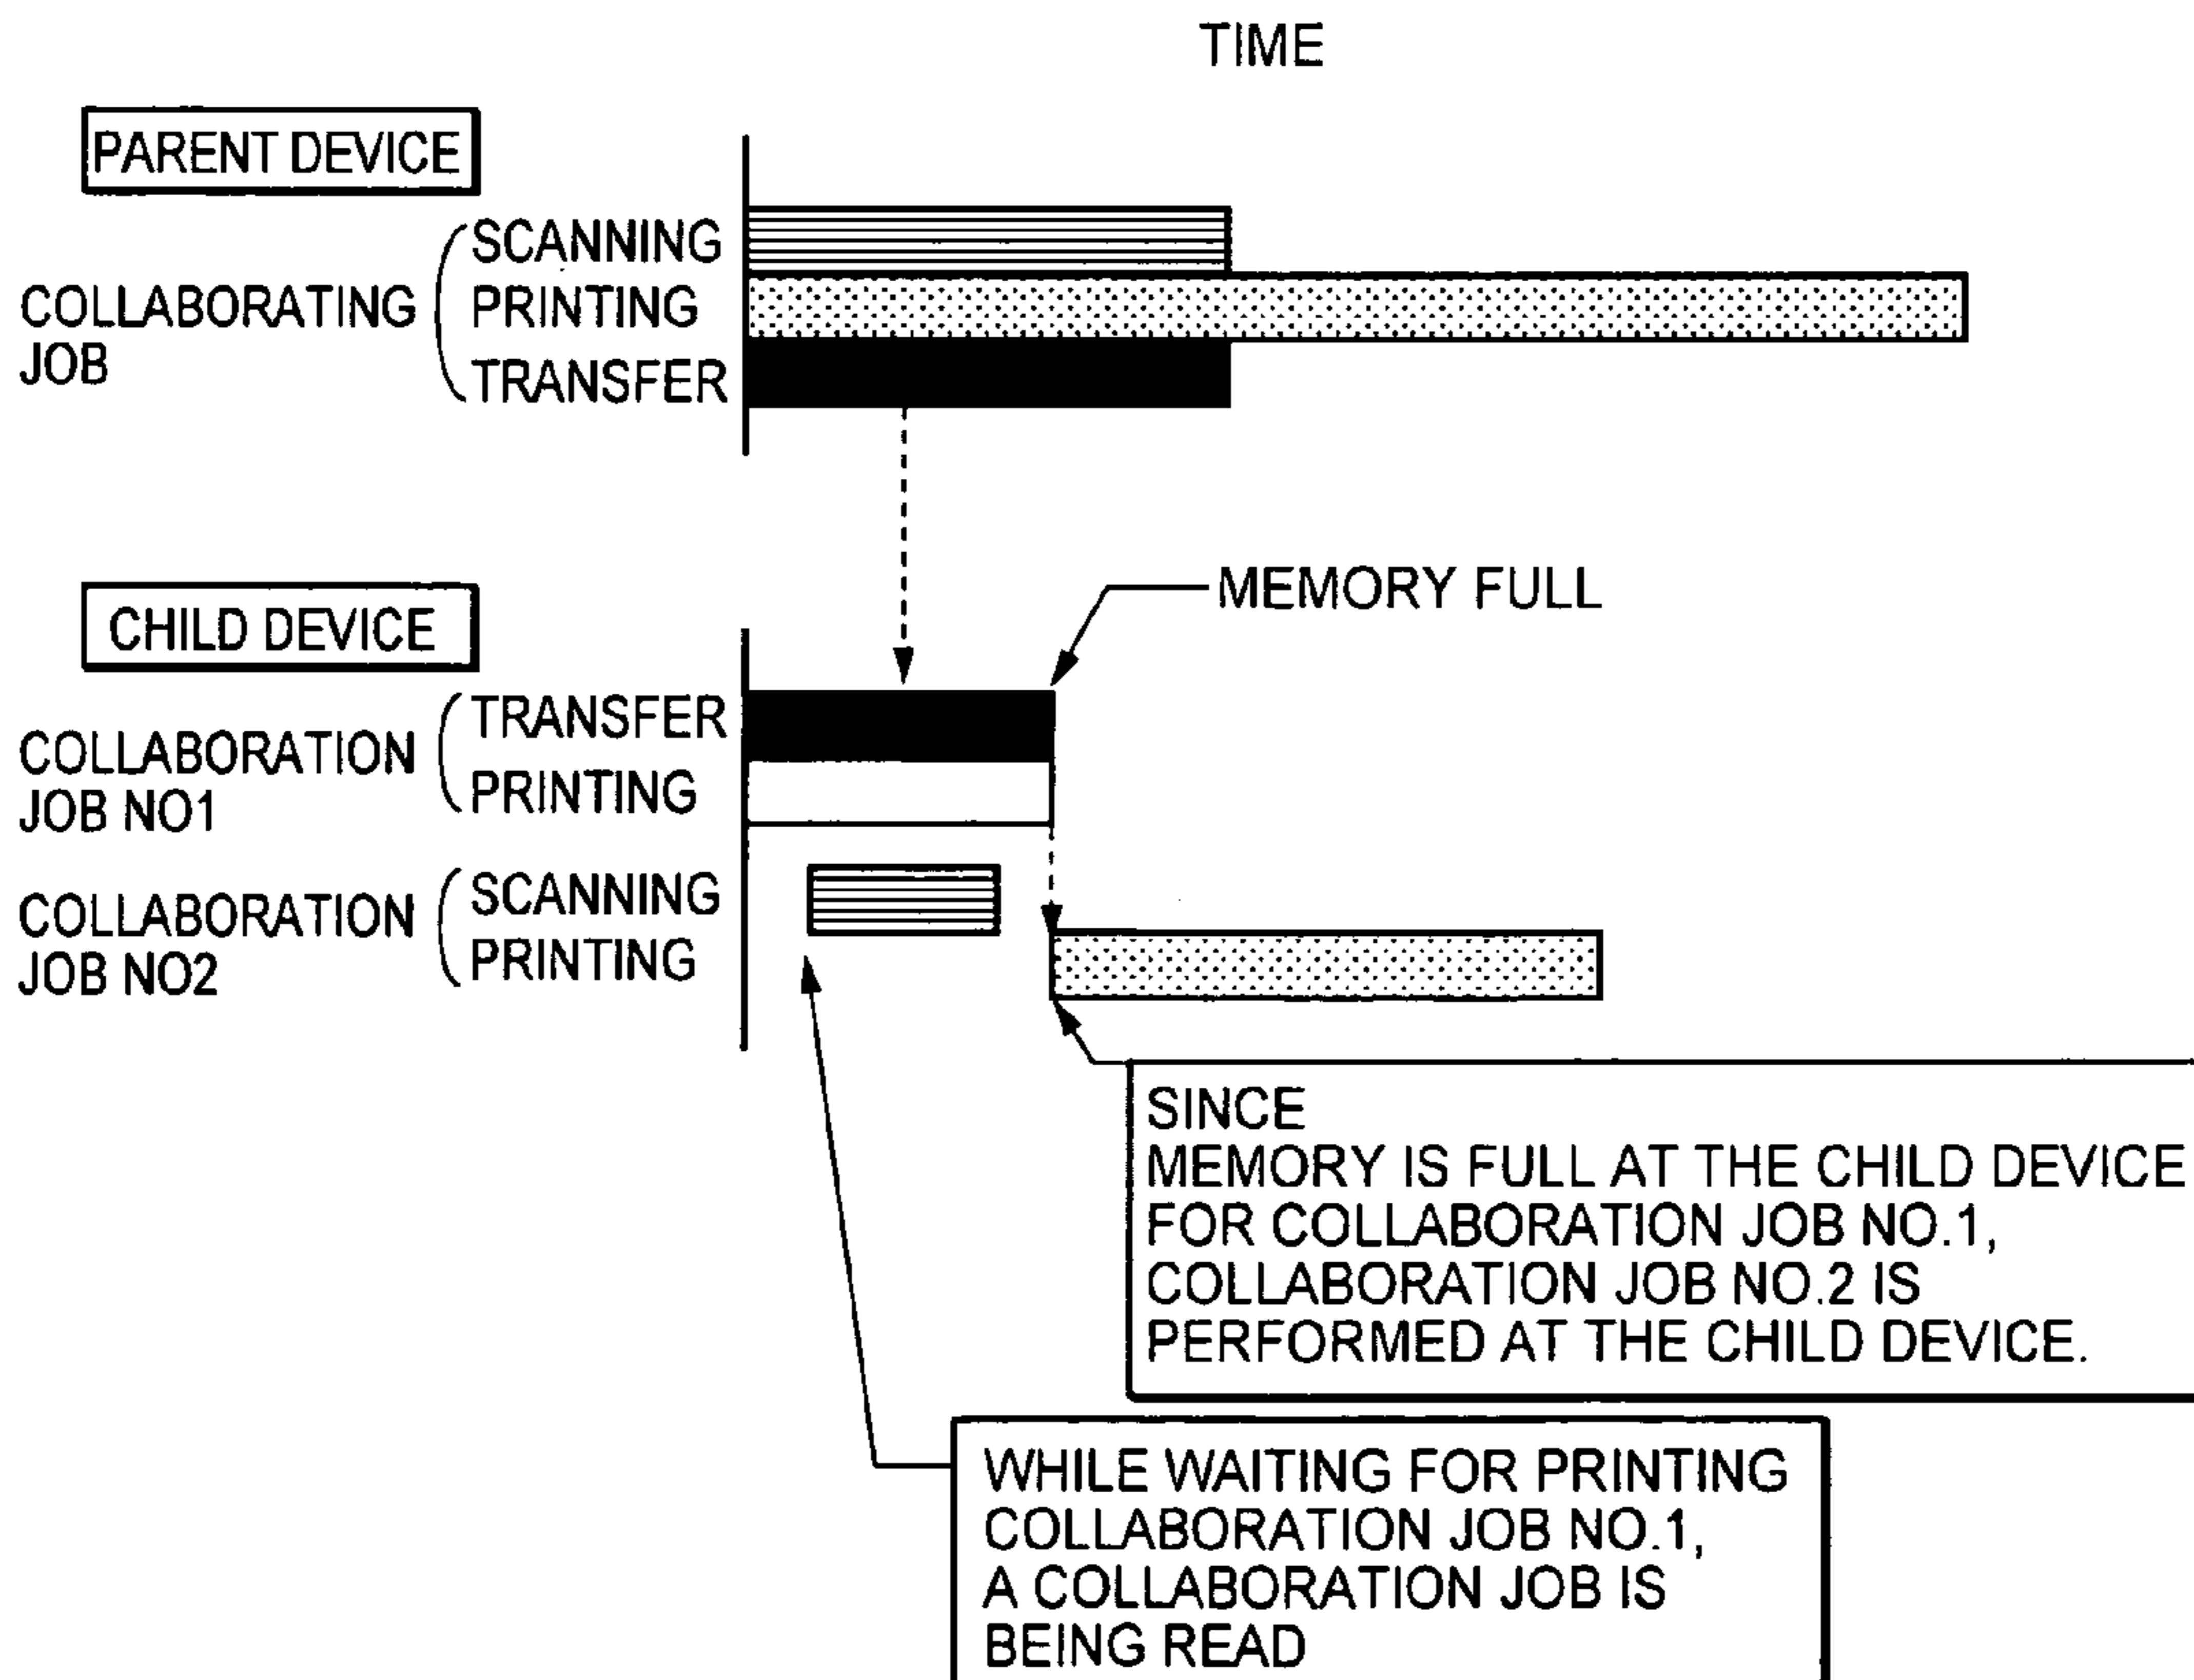 TIME
PARENT DEVICE
COLLABORATING
JOB
SCANNING
PRINTING
TRANSFER
MEMORY FULL
CHILD DEVICE
COLLABORATION
JOB NO1
TRANSFER
PRINTING
COLLABORATION
JOB NO2
SCANNING
PRINTING
SINCE
MEMORY IS FULL AT THE CHILD DEVICE
FOR COLLABORATION JOB NO.1,
COLLABORATION JOB NO.2 IS
PERFORMED AT THE CHILD DEVICE.
WHILE WAITING FOR PRINTING
COLLABORATION JOB NO.1,
A COLLABORATION JOB IS
BEING READ